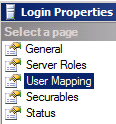 Login Properties
Select a page
General
Server Roles
User Mapping
Securables
Status